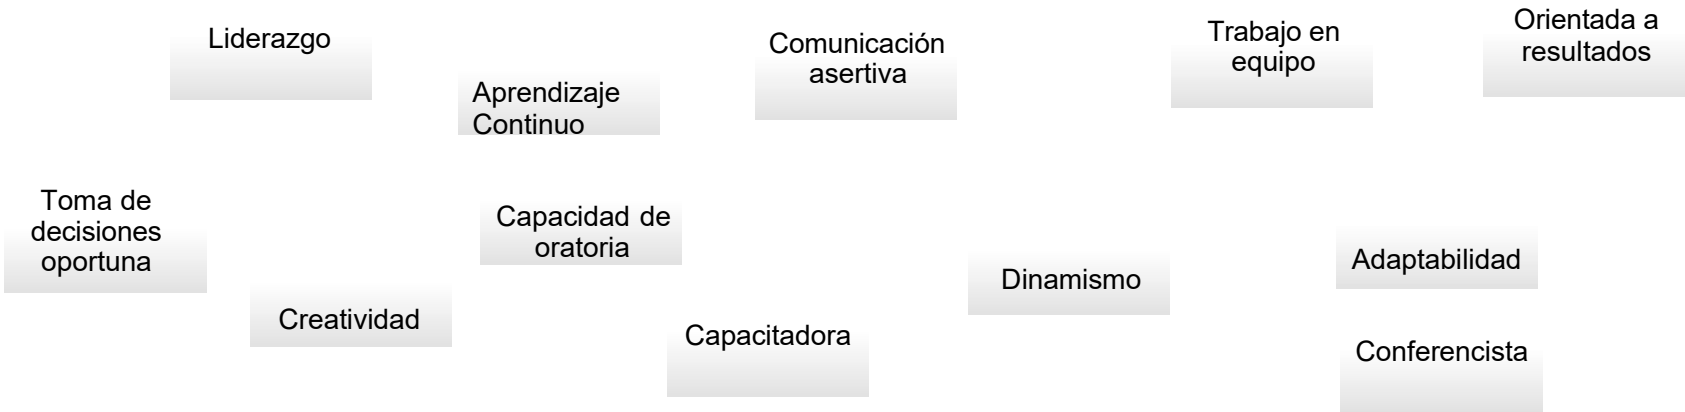 Liderazgo
Aprendizaje
Continuo
Comunicación
asertiva
Trabajo en
equipo
Orientada a
resultados
Toma de
decisiones
oportuna
Creatividad
Capacidad de
oratoria
Capacitadora
Dinamismo
Adaptabilidad
Conferencista